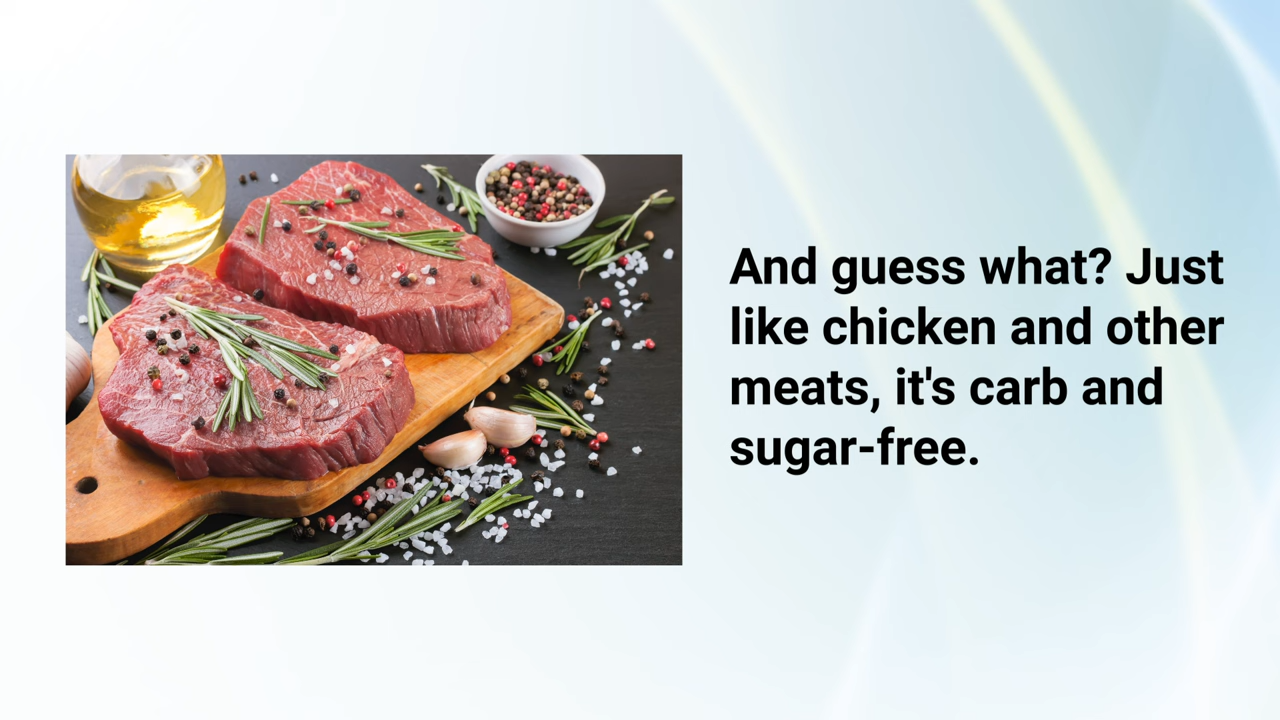 And guess what? Just
like chicken and other
meats, it's carb and
sugar-free.